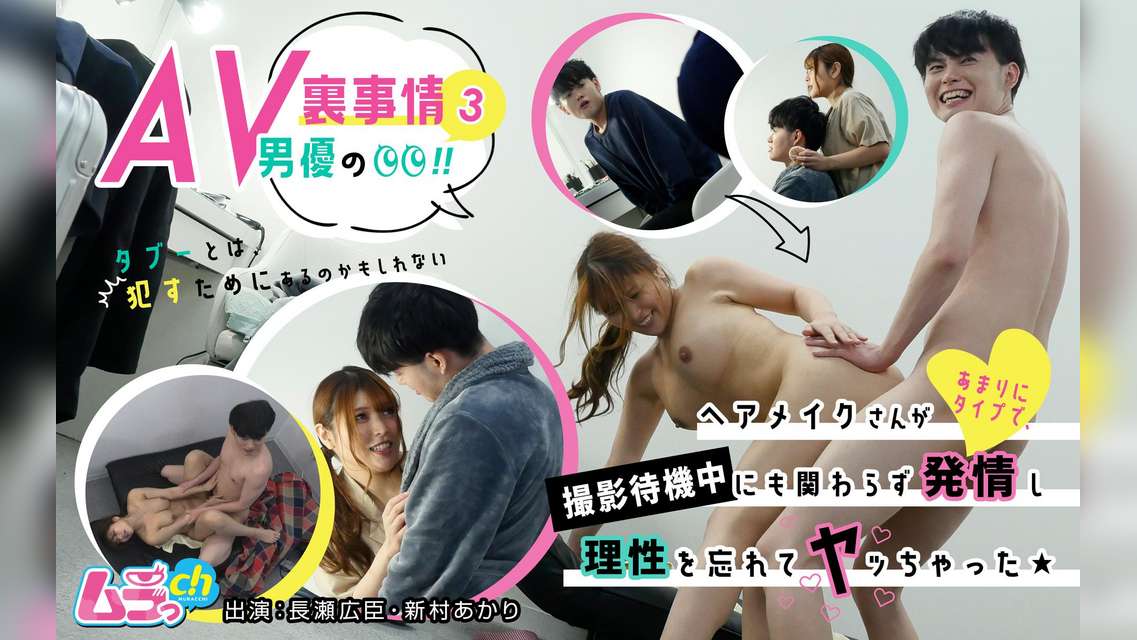 AV裏事情3
男優の〇〇!!
タブーとは
犯すためにあるのかもしれない
あまりに
タイプで、
ヘアメイクさんが
撮影待機中にも関わらず発情し
理性を忘れてヤッちゃった★
ムラっch
MURACCHI
出演：長瀬広臣・新村あかり